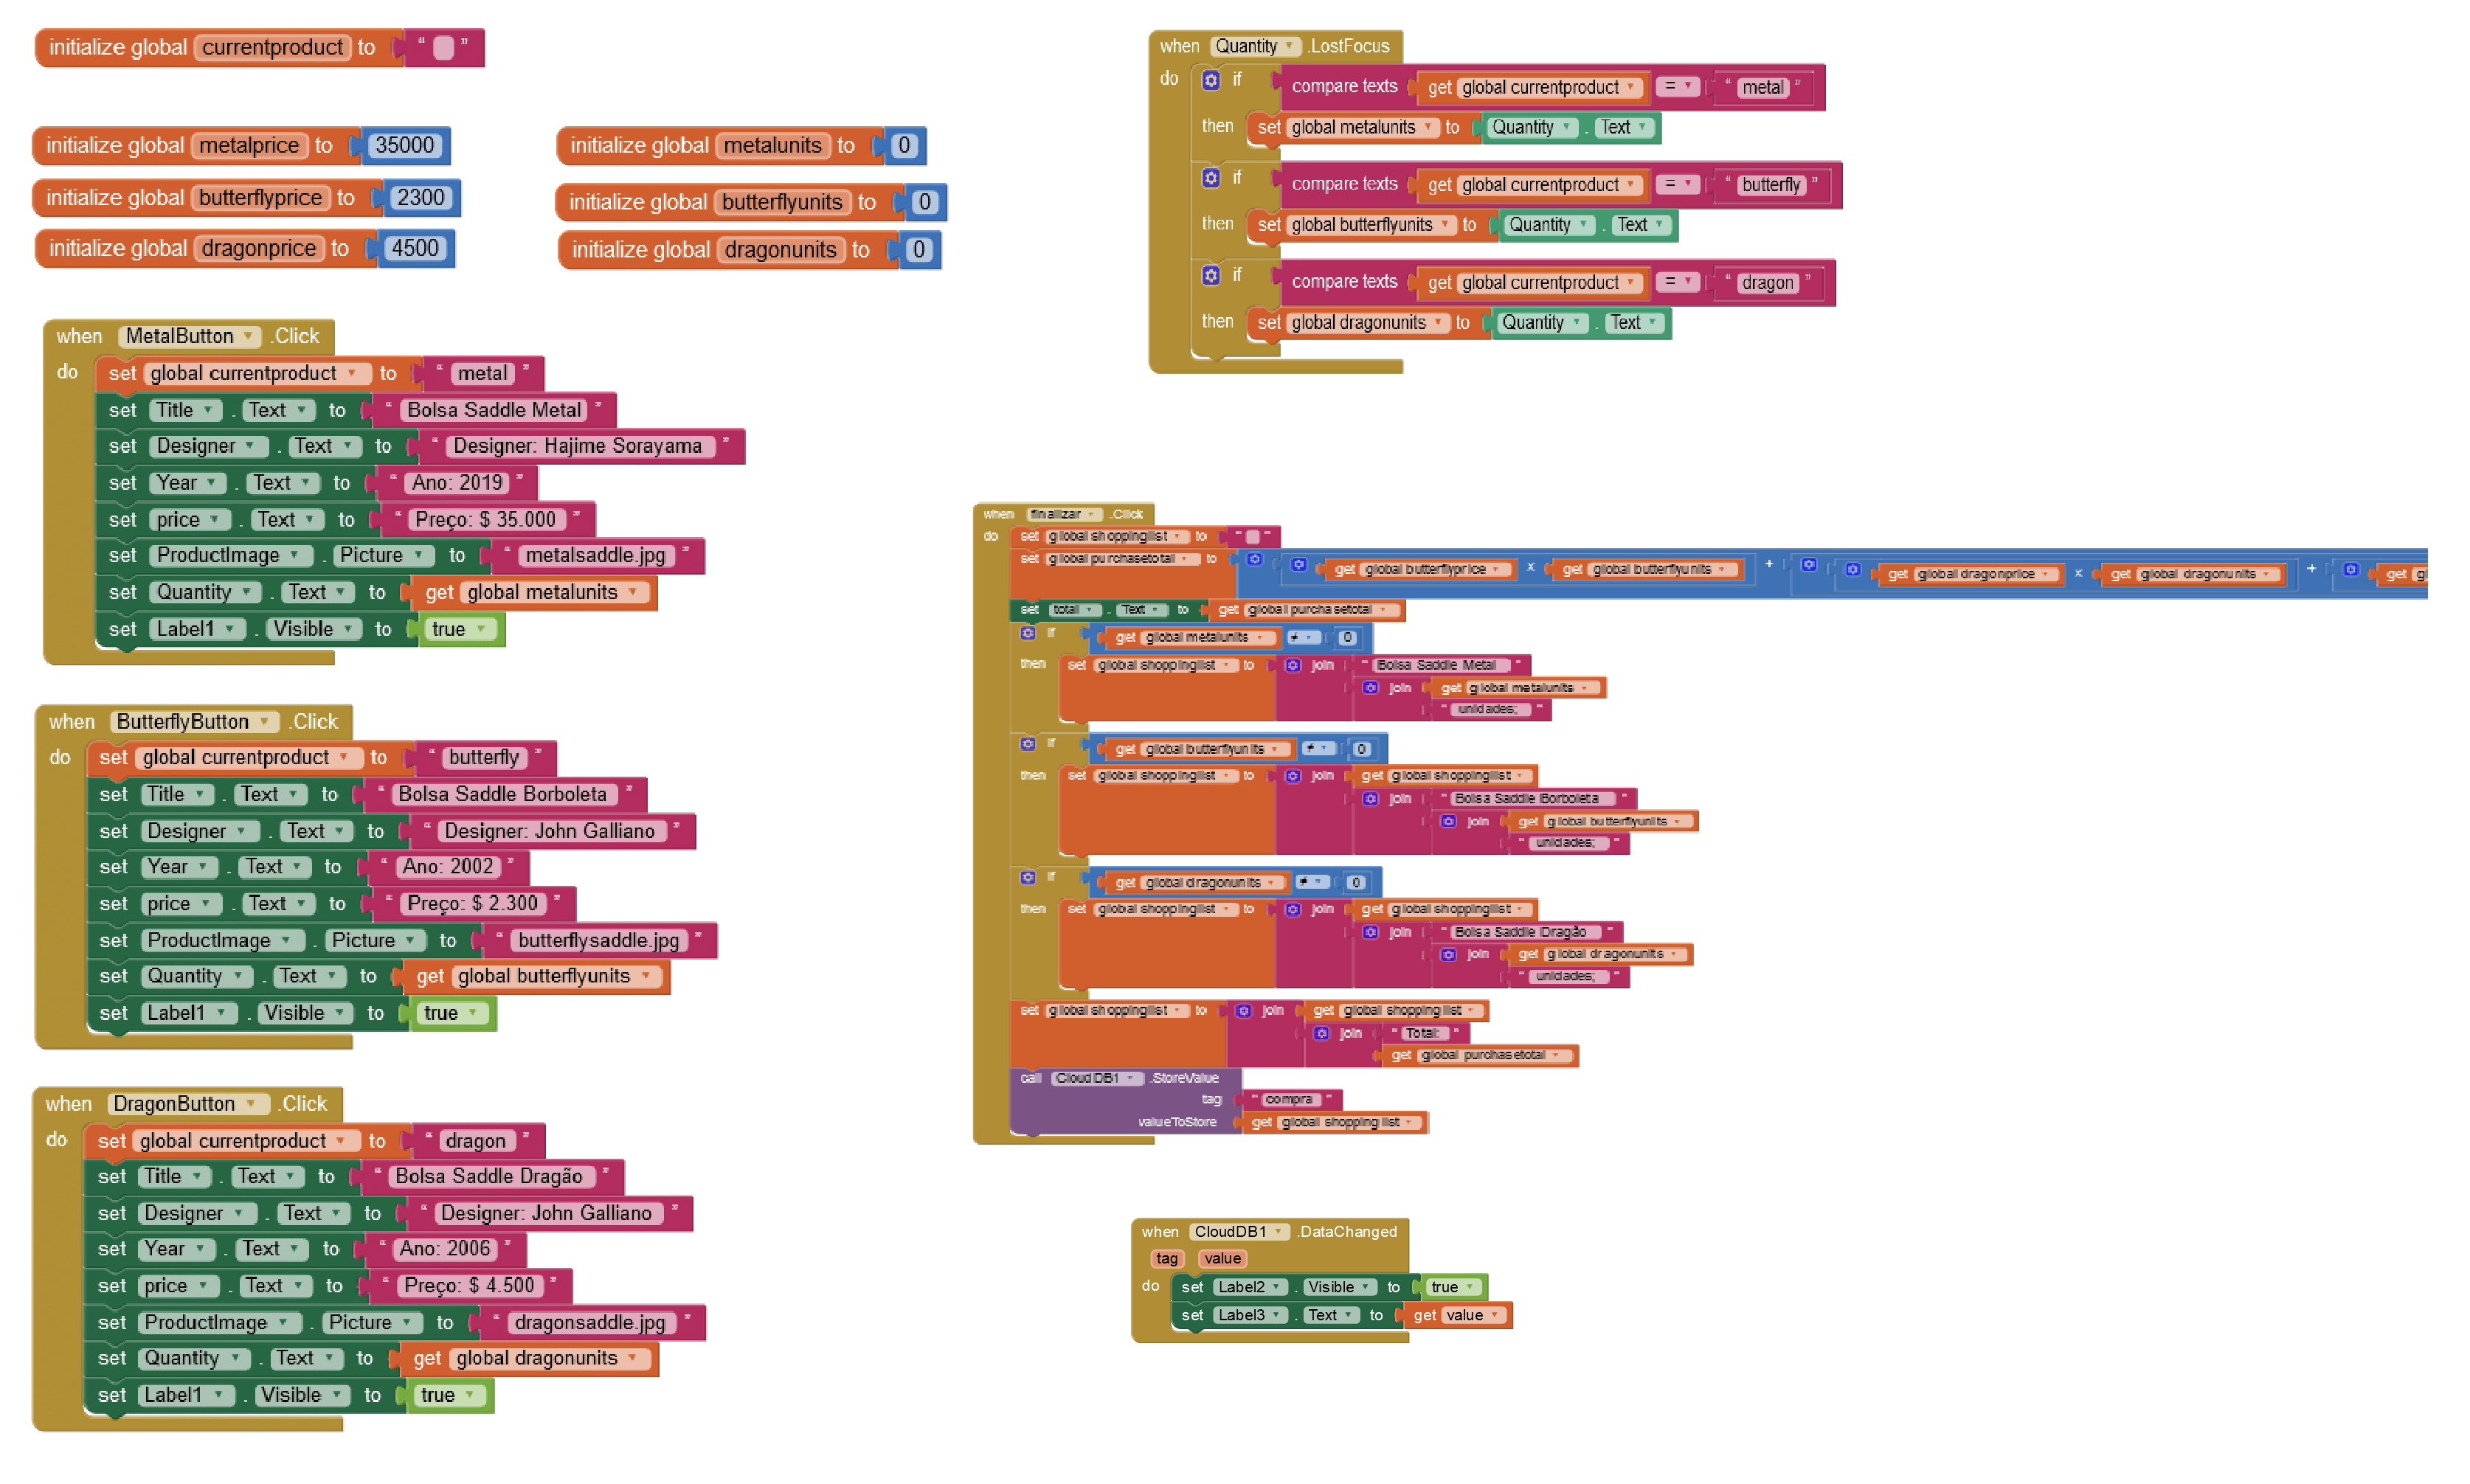 initialize global currentproduct to “ ”
initialize global metalprice to 35000
initialize global butterflyprice to 2300
initialize global dragonprice to 4500
initialize global metalunits to 0
initialize global butterflyunits to 0
initialize global dragonunits to 0
when MetalButton .Click
do set global currentproduct to “ metal ”
set Title . Text to “ Bolsa Saddle Metal ”
set Designer . Text to “ Designer: Hajime Sorayama ”
set Year . Text to “ Ano: 2019 ”
set price . Text to “ Preço: $ 35.000 ”
set ProductImage . Picture to “ metalsaddle.jpg ”
set Quantity . Text to get global metalunits
set Label1 . Visible to true
when ButterflyButton .Click
do set global currentproduct to “ butterfly ”
set Title . Text to “ Bolsa Saddle Borboleta ”
set Designer . Text to “ Designer: John Galliano ”
set Year . Text to “ Ano: 2002 ”
set price . Text to “ Preço: $ 2.300 ”
set ProductImage . Picture to “ butterflysaddle.jpg ”
set Quantity . Text to get global butterflyunits
set Label1 . Visible to true
when DragonButton .Click
do set global currentproduct to “ dragon ”
set Title . Text to “ Bolsa Saddle Dragão ”
set Designer . Text to “ Designer: John Galliano ”
set Year . Text to “ Ano: 2006 ”
set price . Text to “ Preço: $ 4.500 ”
set ProductImage . Picture to “ dragonsaddle.jpg ”
set Quantity . Text to get global dragonunits
set Label1 . Visible to true
when Quantity .LostFocus
do if compare texts get global currentproduct = “ metal ”
then set global metalunits to Quantity . Text
if compare texts get global currentproduct = “ butterfly ”
then set global butterflyunits to Quantity . Text
if compare texts get global currentproduct = “ dragon ”
then set global dragonunits to Quantity . Text
when finalizar .Click
do set global shoppinglist to “ ”
set global purchasetotal to get global butterflyprice x get global butterflyunits + get global dragonprice x get global dragonunits + get
set total . Text to get global purchasetotal
if get global metalunits ≠ 0
then set global shoppinglist to join “ Bolsa Saddle Metal ”
join get global metalunits
“ unidades; ”
if get global butterflyunits ≠ 0
then set global shoppinglist to join get global shoppinglist
join “ Bolsa Saddle Borboleta ”
join get global butterflyunits
“ unidades; ”
if get global dragonunits ≠ 0
then set global shoppinglist to join get global shoppinglist
join “ Bolsa Saddle Dragão ”
join get global dragonunits
“ unidades; ”
set global shoppinglist to join get global shoppinglist
join “ Total: ”
get global purchasetotal
call CloudDB1 .StoreValue
tag “ compra ”
valueToStore get global shoppinglist
when CloudDB1 .DataChanged
tag value
do set Label2 . Visible to true
set Label3 . Text to get value